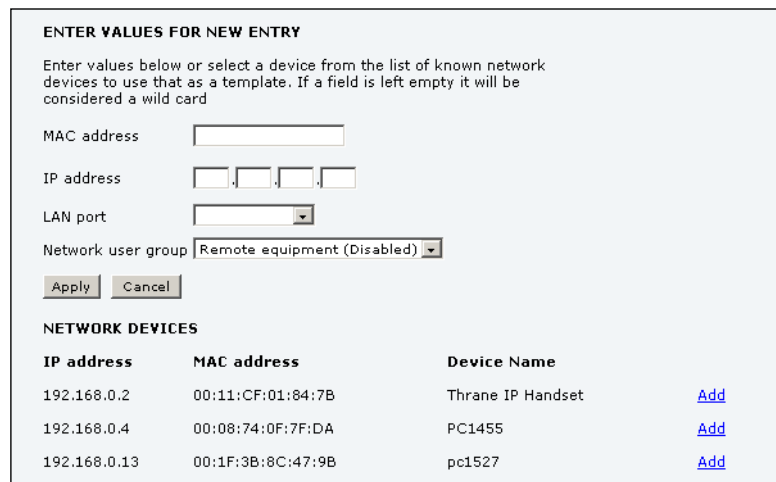 ENTER VALUES FOR NEW ENTRY
Enter values below or select a device from the list of known network
devices to use that as a template. If a field is left empty it will be
considered a wild card
MAC address
IP address . . .
LAN port
Network user group Remote equipment (Disabled)
Apply Cancel
NETWORK DEVICES
IP address MAC address Device Name
192.168.0.2 00:11:CF:01:84:7B Thrane IP Handset Add
192.168.0.4 00:08:74:0F:7F:DA PC1455 Add
192.168.0.13 00:1F:3B:8C:47:9B pc1527 Add